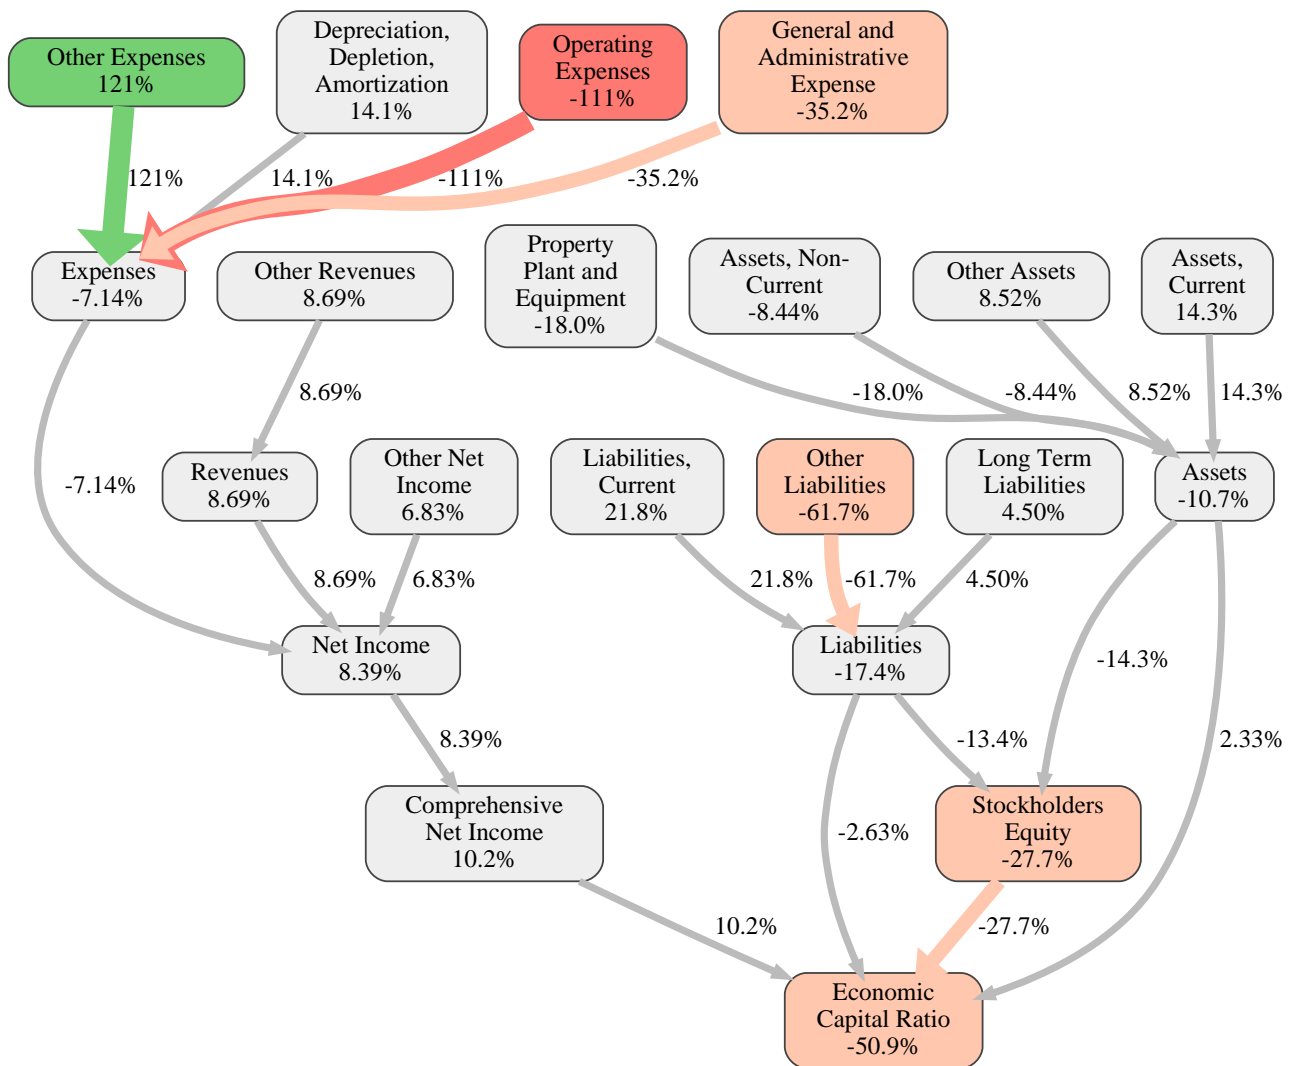 Other Expenses
121%
Depreciation,
Depletion,
Amortization
14.1%
Operating
Expenses
-111%
General and
Administrative
Expense
-35.2%
121%
14.1%
-111%
-35.2%
Expenses
-7.14%
Other Revenues
8.69%
Property
Plant and
Equipment
-18.0%
Assets, Non-
Current
-8.44%
Other Assets
8.52%
Assets,
Current
14.3%
8.69%
-18.0%
-8.44%
8.52%
14.3%
-7.14%
Revenues
8.69%
Other Net
Income
6.83%
Liabilities,
Current
21.8%
Other
Liabilities
-61.7%
Long Term
Liabilities
4.50%
Assets
-10.7%
8.69%
6.83%
21.8%
-61.7%
4.50%
Net Income
8.39%
Liabilities
-17.4%
-14.3%
8.39%
-13.4%
2.33%
Comprehensive
Net Income
10.2%
-2.63%
Stockholders
Equity
-27.7%
10.2%
-27.7%
Economic
Capital Ratio
-50.9%